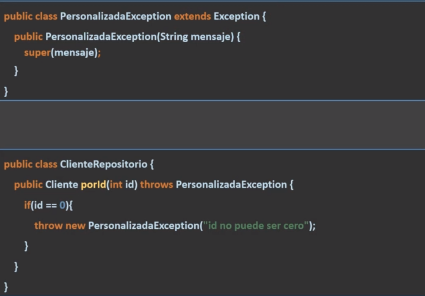 public class PersonalizadaException extends Exception {
public PersonalizadaException(String mensaje) {
super(mensaje);
}
}
public class ClienteRepositorio {
public Cliente porId(int id) throws PersonalizadaException {
if(id == 0){
throw new PersonalizadaException("id no puede ser cero");
}
}
}